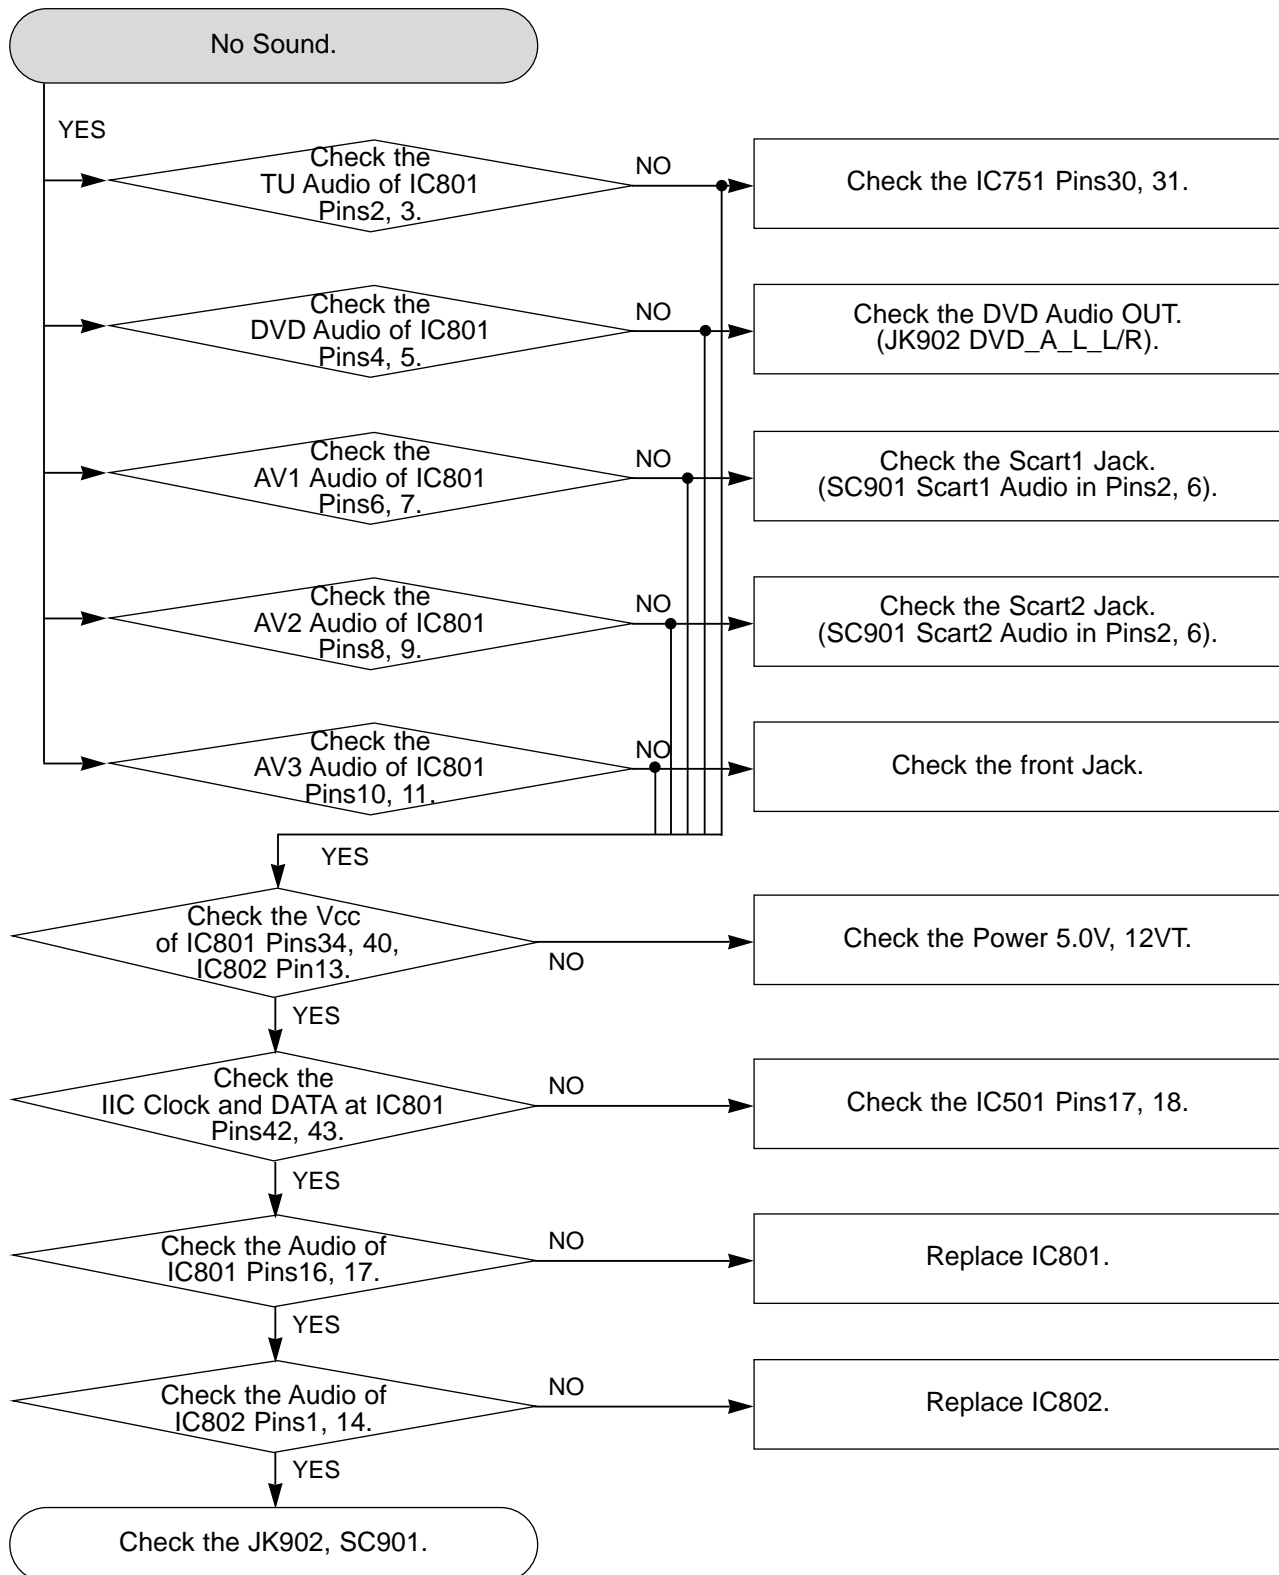 No Sound.
YES
Check the
TU Audio of IC801
Pins2, 3.
NO
Check the IC751 Pins30, 31.
Check the
DVD Audio of IC801
Pins4, 5.
NO
Check the DVD Audio OUT.
(JK902 DVD_A_L_L/R).
Check the
AV1 Audio of IC801
Pins6, 7.
NO
Check the Scart1 Jack.
(SC901 Scart1 Audio in Pins2, 6).
Check the
AV2 Audio of IC801
Pins8, 9.
NO
Check the Scart2 Jack.
(SC901 Scart2 Audio in Pins2, 6).
Check the
AV3 Audio of IC801
Pins10, 11.
NO
Check the front Jack.
YES
Check the Vcc
of IC801 Pins34, 40,
IC802 Pin13.
NO
Check the Power 5.0V, 12VT.
YES
Check the
IIC Clock and DATA at IC801
Pins42, 43.
NO
Check the IC501 Pins17, 18.
YES
Check the Audio of
IC801 Pins16, 17.
NO
Replace IC801.
YES
Check the Audio of
IC802 Pins1, 14.
NO
Replace IC802.
YES
Check the JK902, SC901.